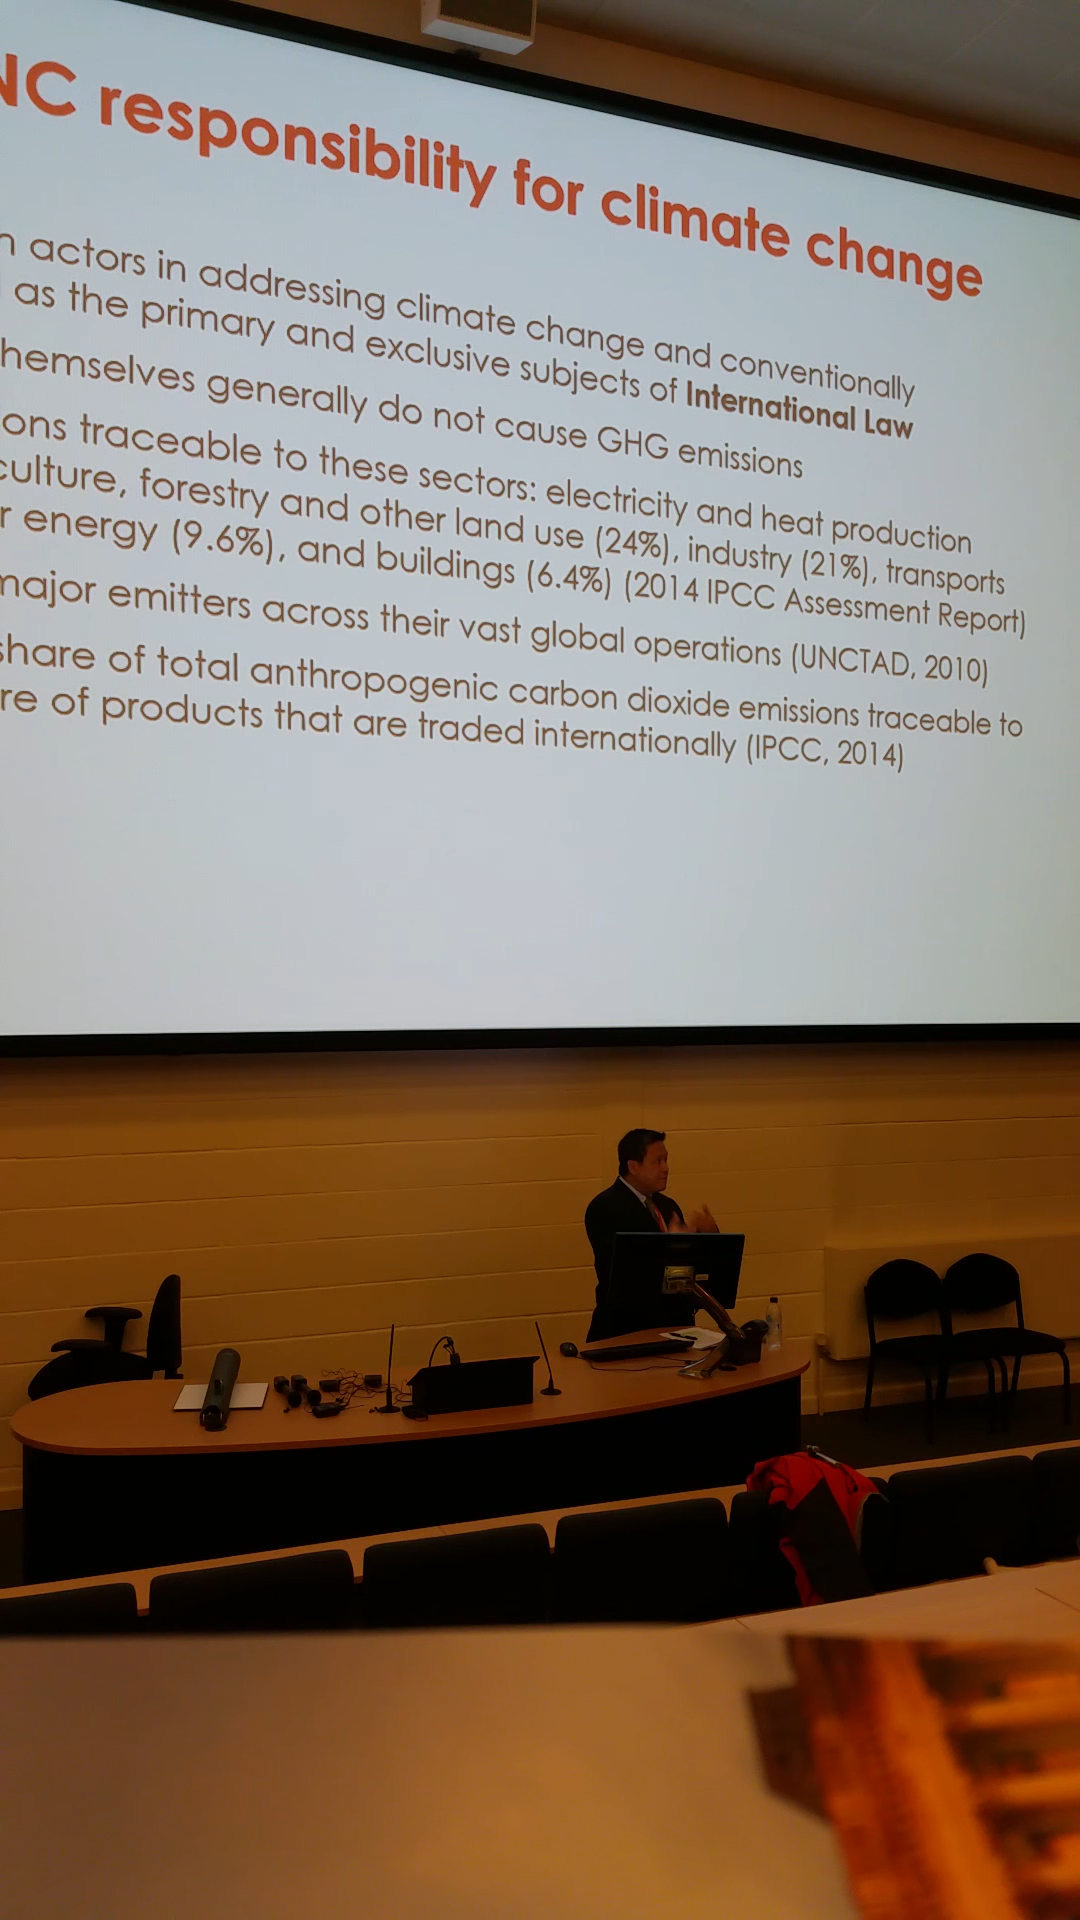 NC responsibility for climate change
n actors in addressing climate change and conventionally
as the primary and exclusive subjects of International Law
hemselves generally do not cause GHG emissions
ons traceable to these sectors: electricity and heat production
culture, forestry and other land use (24%), industry (21%), transports
r energy (9.6%), and buildings (6.4%) (2014 IPCC Assessment Report)
major emitters across their vast global operations (UNCTAD, 2010)
share of total anthropogenic carbon dioxide emissions traceable to
re of products that are traded internationally (IPCC, 2014)